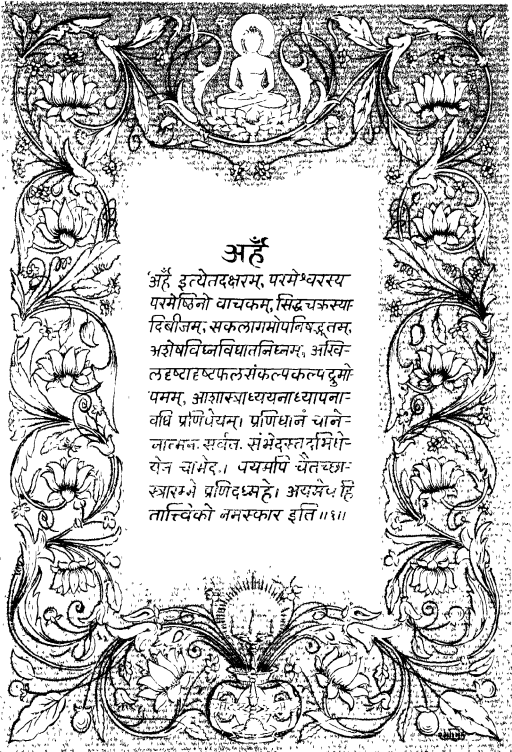 अर्हँ
'अर्हँ इत्येतदक्षरम्, परमेश्वरस्य
परमेष्ठिनो वाचकम्, सिद्धचक्रस्या-
दिबीजम्, सकलागमोपनिषद्भूतम्,
अशेषविघ्नविघातनिघ्नम्, अखि-
लदृष्टादृष्टफलसंकल्पकल्पद्रुमो-
पमम्, आशास्त्राध्ययनाध्यापना-
वधि प्रणिधेयम्। प्रणिधानं चाने-
नात्मनः सर्वतः संभेदस्तदभिधे-
येन चाभेदः। वयमपि चैतच्छा-
स्त्रारम्भे प्रणिदध्महे। अयमेव हि
तात्त्विको नमस्कार इति॥१॥